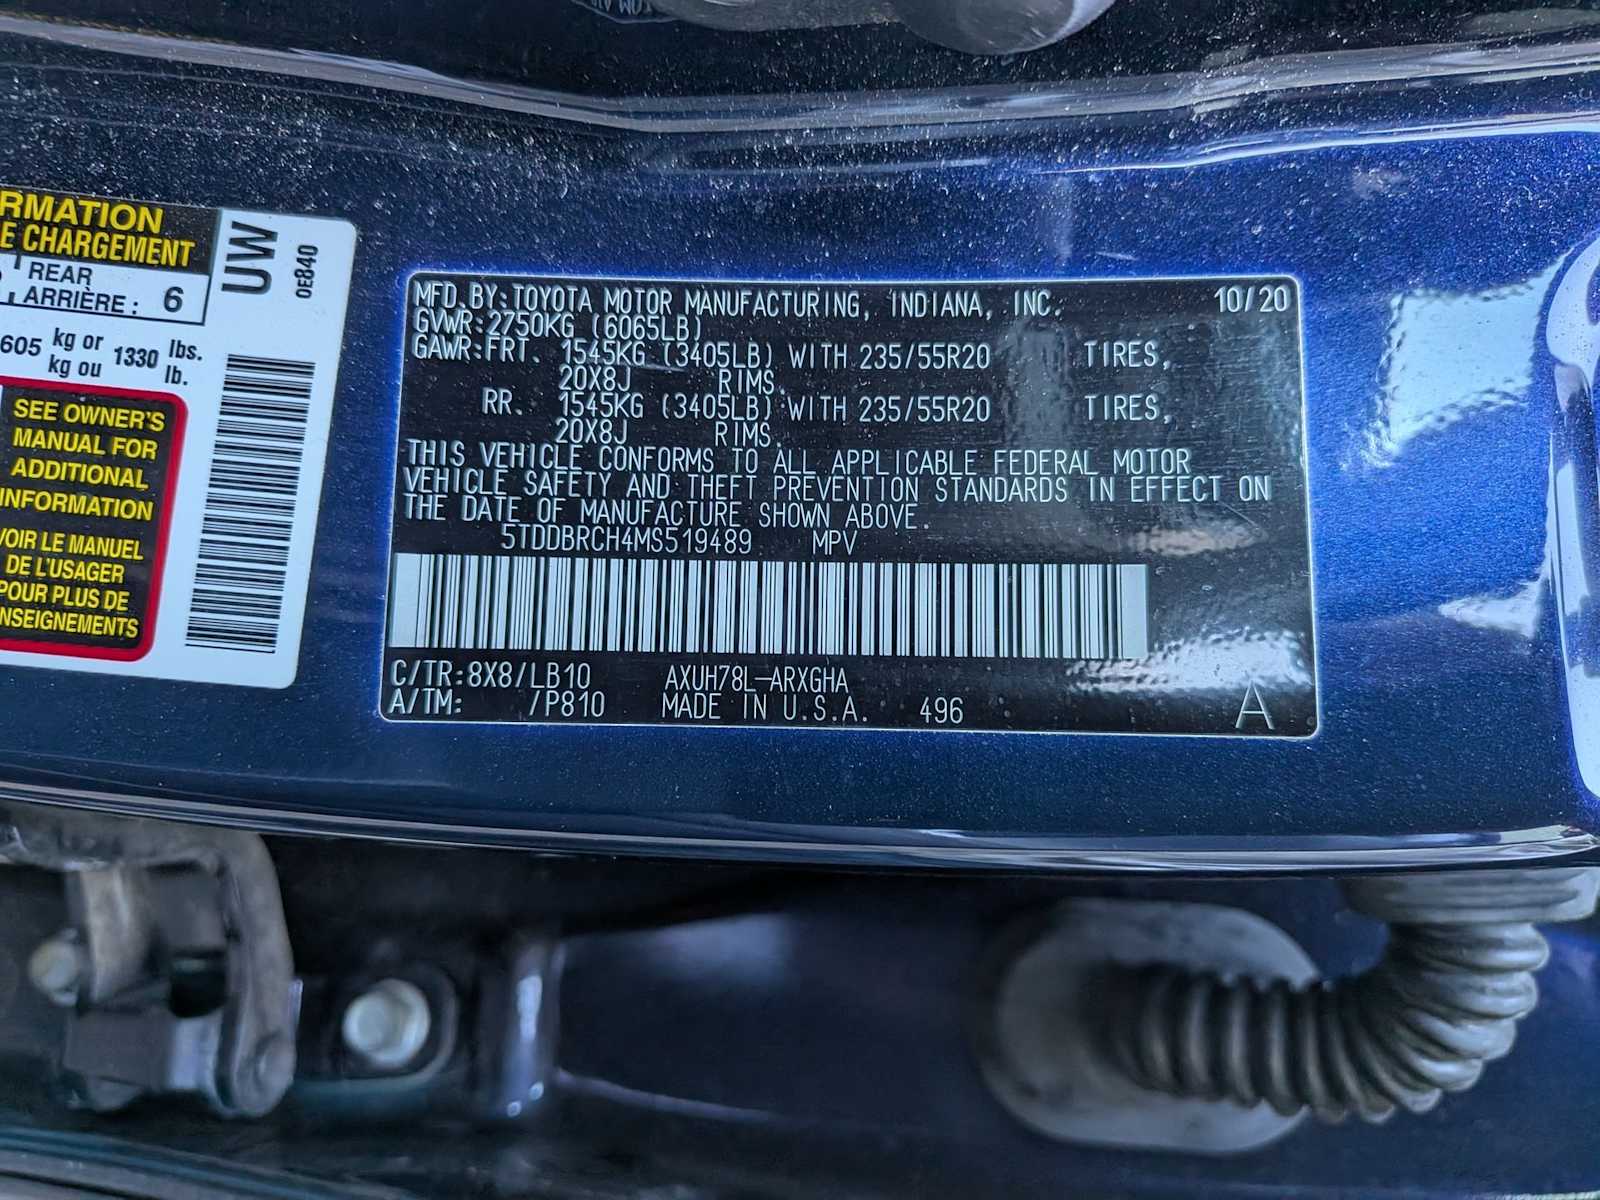 RMATION
E CHARGEMENT
REAR
ARRIÈRE : 6
605 kg or 1330 lbs.
kg ou lb.
SEE OWNER'S
MANUAL FOR
ADDITIONAL
INFORMATION
VOIR LE MANUEL
DE L'USAGER
POUR PLUS DE
NSEIGNEMENTS
UW
0E840
MFD.BY:TOYOTA MOTOR MANUFACTURING, INDIANA, INC. 10/20
GVWR:2750KG (6065LB)
GAWR:FRT. 1545KG (3405LB) WITH 235/55R20 TIRES,
20X8J RIMS.
RR. 1545KG (3405LB) WITH 235/55R20 TIRES,
20X8J RIMS.
THIS VEHICLE CONFORMS TO ALL APPLICABLE FEDERAL MOTOR
VEHICLE SAFETY AND THEFT PREVENTION STANDARDS IN EFFECT ON
THE DATE OF MANUFACTURE SHOWN ABOVE.
5TDDBRCH4MS519489 MPV
C/TR:8X8/LB10 AXUH78L-ARXGHA
A/TM: /P810 MADE IN U.S.A. 496 A